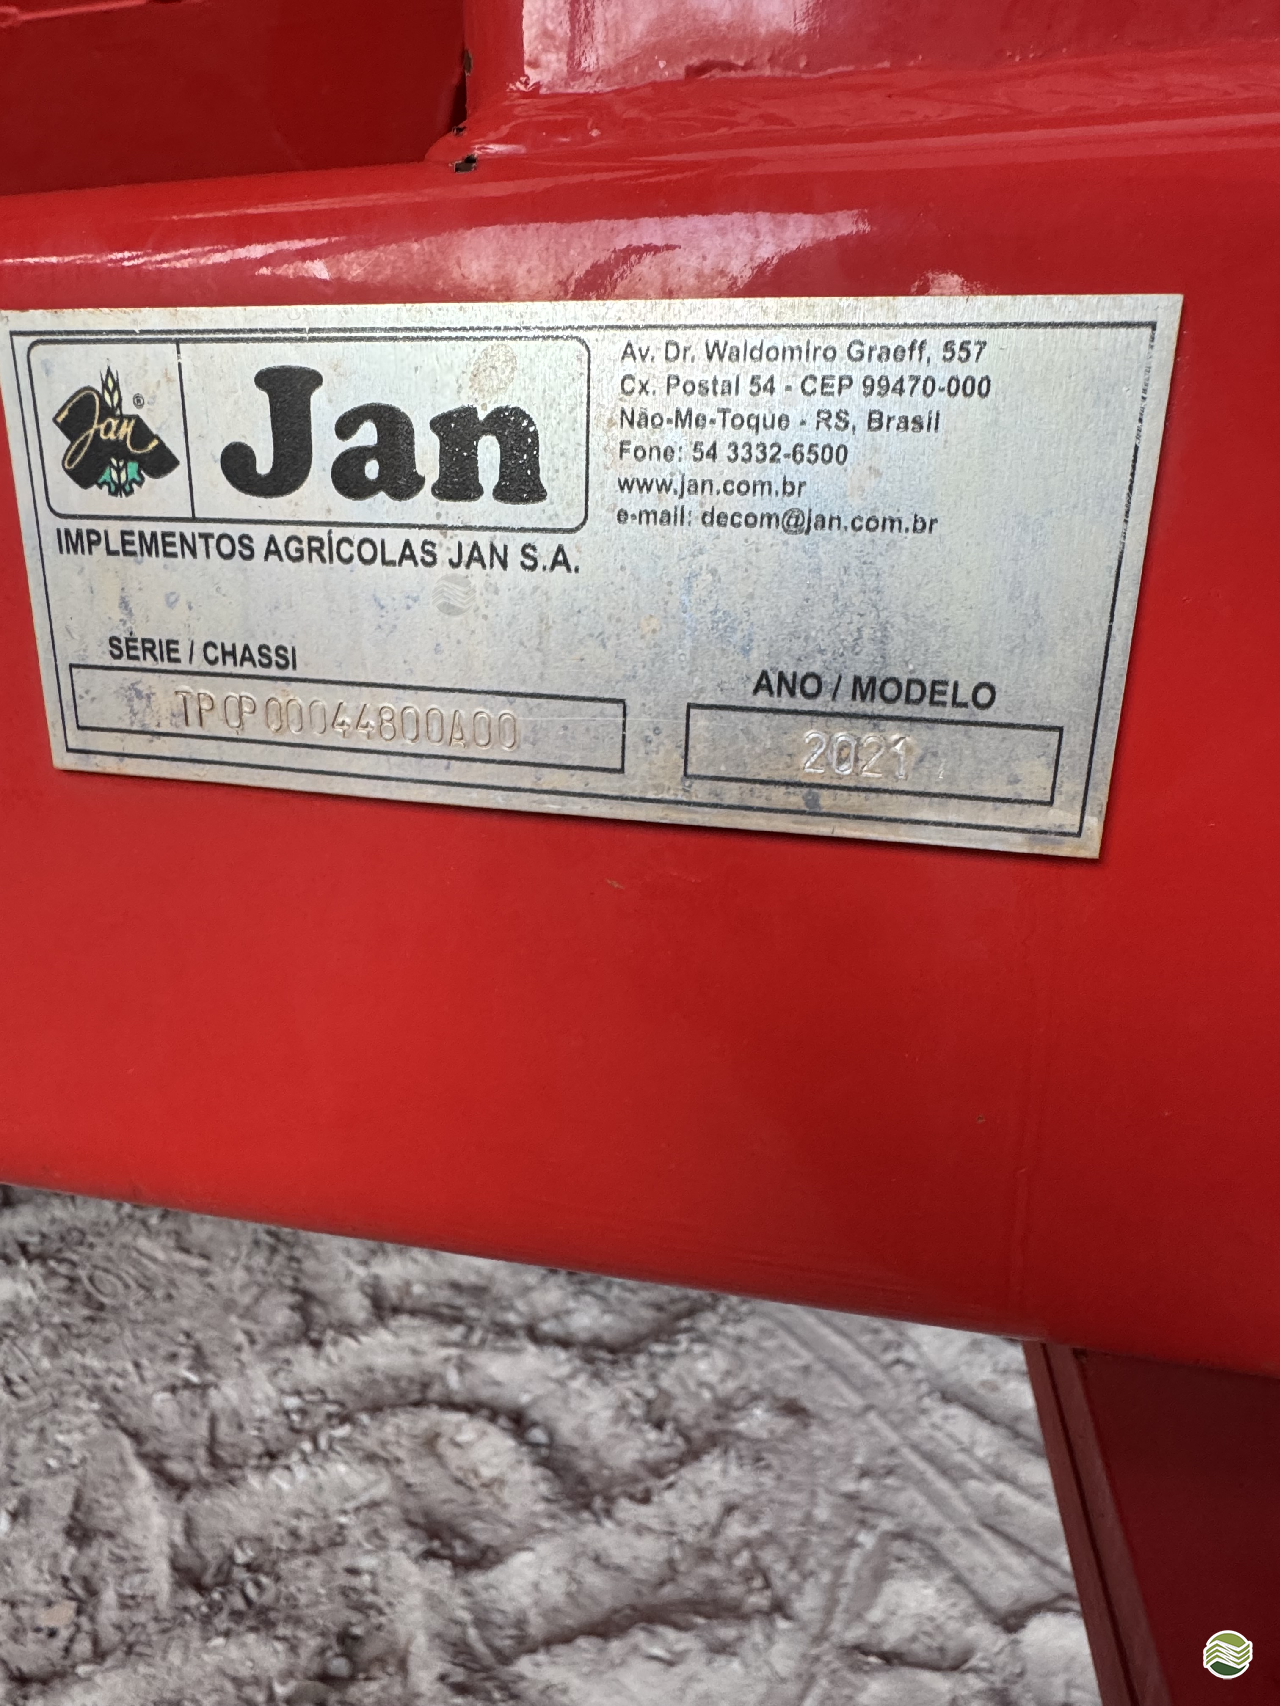 Jan ®
Jan
IMPLEMENTOS AGRÍCOLAS JAN S.A.
Av. Dr. Waldomiro Graeff, 557
Cx. Postal 54 - CEP 99470-000
Não-Me-Toque - RS, Brasil
Fone: 54 3332-6500
www.jan.com.br
e-mail: decom@jan.com.br
SÉRIE / CHASSI
ANO / MODELO
2021